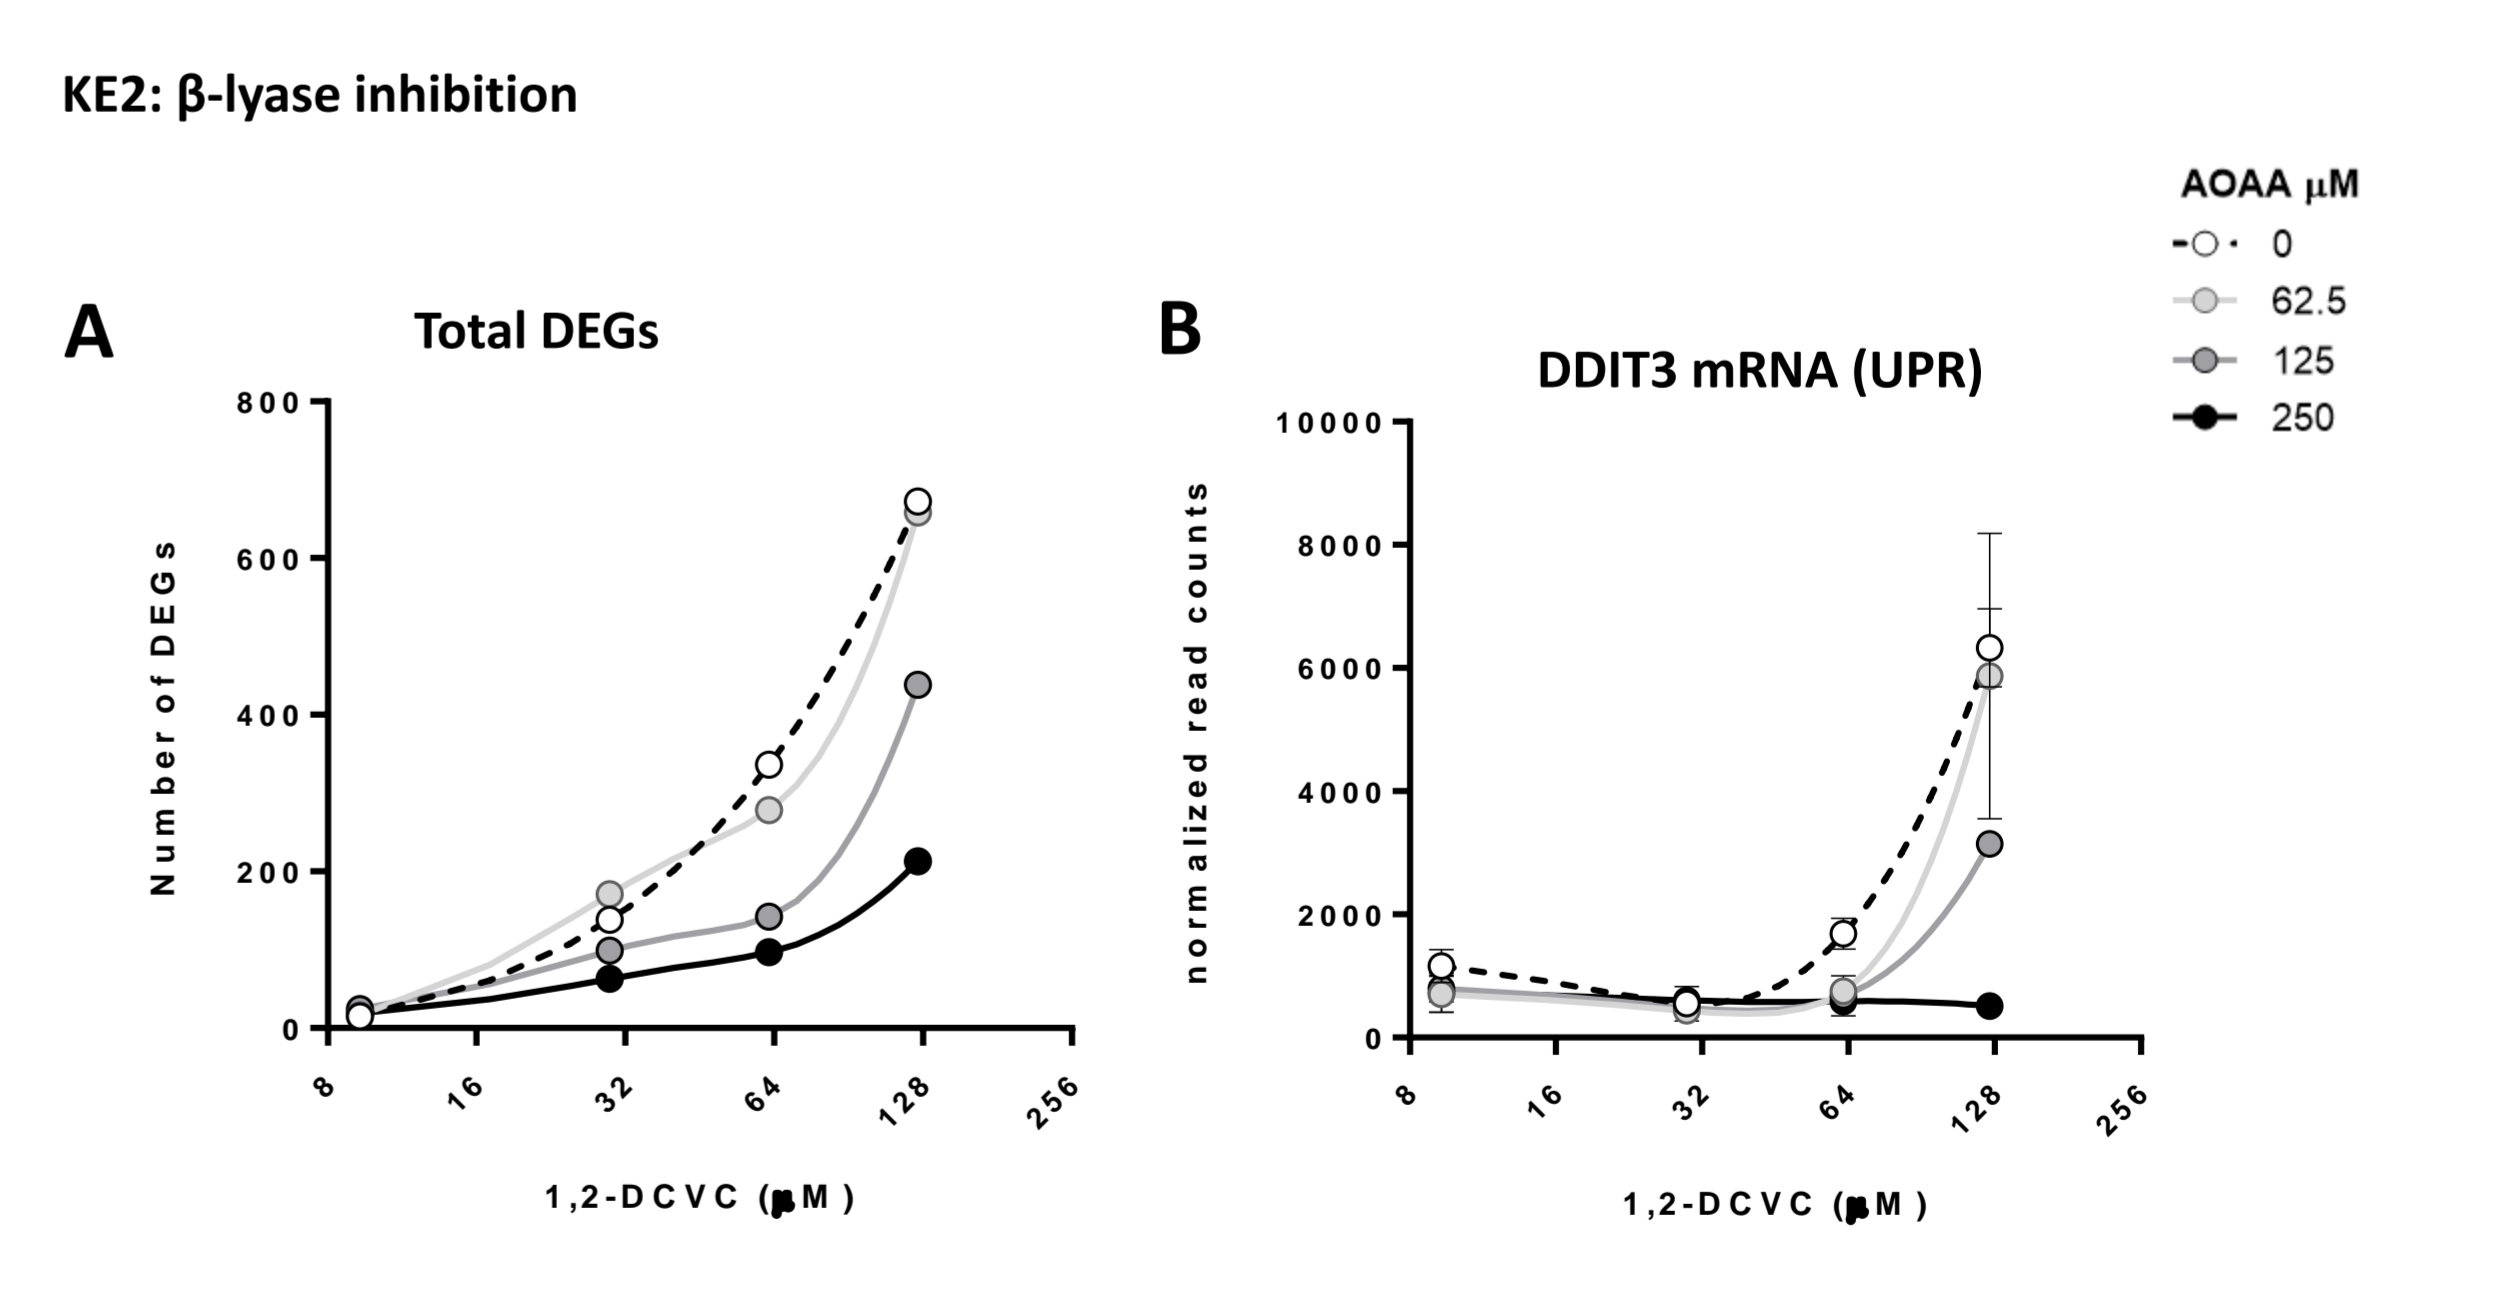 KE2: β-lyase inhibition
AOAA μM
0
62.5
125
250
A
Total DEGs
Number of DEGs
800
600
400
200
0
8
16
32
64
128
256
1,2-DCVC (μM)
B
DDIT3 mRNA (UPR)
normalized read counts
10000
8000
6000
4000
2000
0
8
16
32
64
128
256
1,2-DCVC (μM)